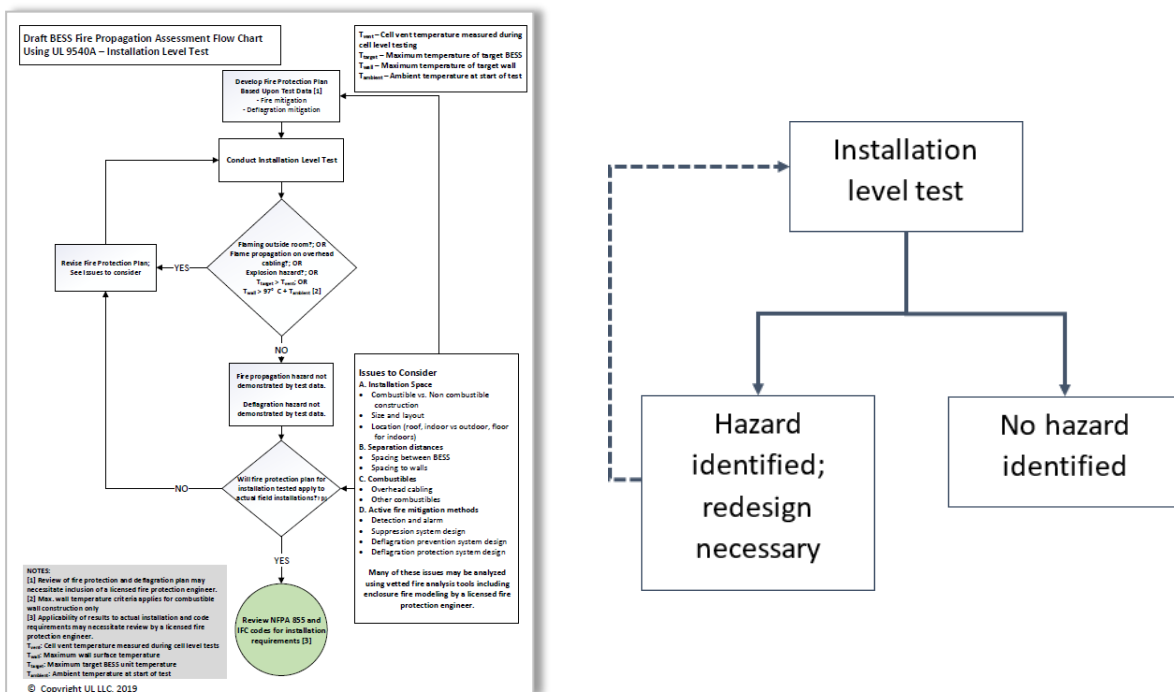 Draft BESS Fire Propagation Assessment Flow Chart
Using UL 9540A – Installation Level Test
Tvent – Cell vent temperature measured during
cell level testing
Ttarget – Maximum temperature of target BESS
Twall – Maximum temperature of target wall
Tambient – Ambient temperature at start of test
Develop Fire Protection Plan
Based Upon Test Data [1]
- Fire mitigation
- Deflagration mitigation
Conduct Installation Level Test
Flaming outside room?; OR
Flame propagation on overhead
cabling?; OR
Explosion hazard?; OR
Ttarget > Tvent; OR
Twall > 97° C + Tambient [2]
YES
Revise Fire Protection Plan;
See issues to consider
NO
Fire propagation hazard not
demonstrated by test data.
Deflagration hazard not
demonstrated by test data.
Will fire protection plan for
installation tested apply to
actual field installations?
NO
YES
Review NFPA 855 and
IFC codes for installation
requirements [3]
Issues to Consider
A. Installation Space
• Combustible vs. Non combustible
construction
• Size and layout
• Location (roof, indoor vs outdoor, floor
for indoors)
B. Separation distances
• Spacing between BESS
• Spacing to walls
C. Combustibles
• Overhead cabling
• Other combustibles
D. Active fire mitigation methods
• Detection and alarm
• Suppression system design
• Deflagration prevention system design
• Deflagration protection system design
Many of these issues may be analyzed
using vetted fire analysis tools including
enclosure fire modeling by a licensed fire
protection engineer.
NOTES:
[1] Review of fire protection and deflagration plan may
necessitate inclusion of a licensed fire protection engineer.
[2] Max. wall temperature criteria applies for combustible
wall construction only
[3] Applicability of results to actual installation and code
requirements may necessitate review by a licensed fire
protection engineer.
Tvent: Cell vent temperature measured during cell level tests
Twall: Maximum wall surface temperature
Ttarget: Maximum target BESS unit temperature
Tambient: Ambient temperature at start of test
© Copyright UL LLC, 2019
Installation
level test
Hazard
identified;
redesign
necessary
No hazard
identified